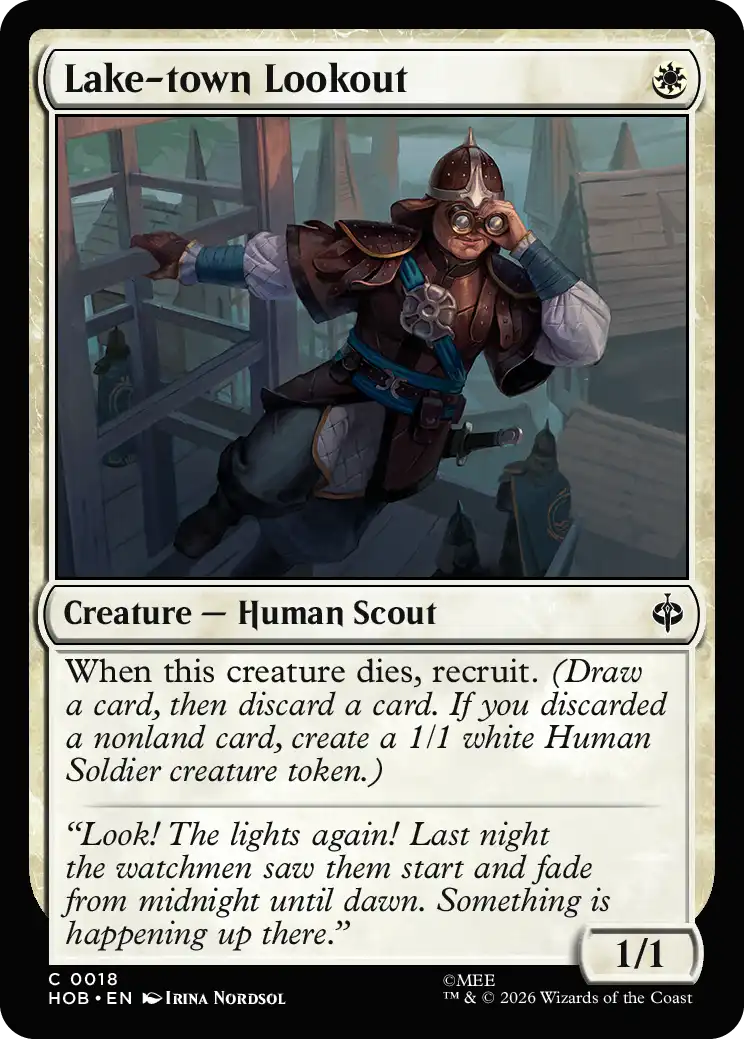 Lake-town Lookout
Creature — Human Scout
When this creature dies, recruit. (Draw
a card, then discard a card. If you discarded
a nonland card, create a 1/1 white Human
Soldier creature token.)
“Look! The lights again! Last night
the watchmen saw them start and fade
from midnight until dawn. Something is
happening up there.”
1/1
C 0018
HOB • EN Irina Nordsol
©MEE
™ & © 2026 Wizards of the Coast